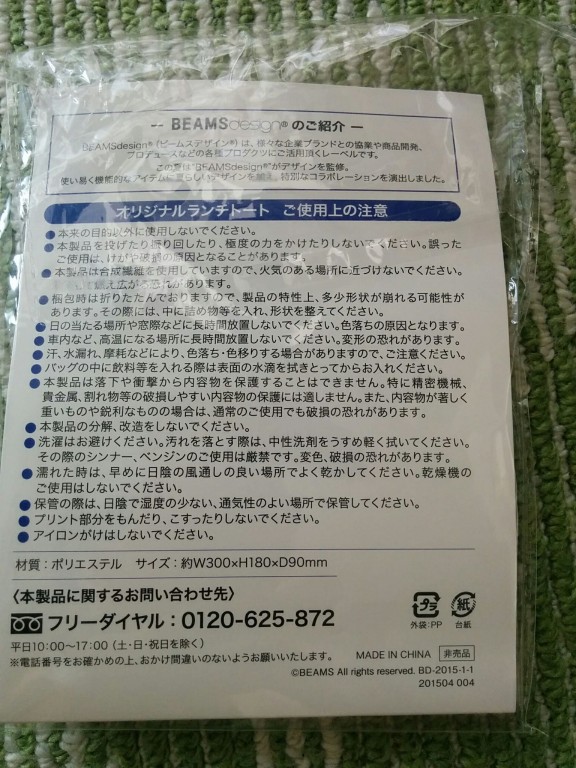 ― BEAMSdesign® のご紹介 ―
BEAMSdesign®（ビームスデザイン®）は、様々な企業ブランドとの協業や商品開発、
プロデュースなどの各種プロダクツにご活用頂くレーベルです。
この夏は"BEAMSdesign®"がデザインを監修。
使い易く機能的なアイテムに夏らしいデザインを加え、特別なコラボレーションを演出しました。
オリジナルランチトート　ご使用上の注意
●本来の目的以外に使用しないでください。
●本製品を投げたり振り回したり、極度の力をかけたりしないでください。誤った
ご使用は、けがや破損の原因となることがあります。
●本製品は合成繊維を使用していますので、火気のある場所に近づけないでください。
燃え広がる恐れがあります。
●梱包時は折りたたんでおりますので、製品の特性上、多少形状が崩れる可能性が
あります。その際には、中に詰め物等を入れ、形状を整えてください。
●日の当たる場所や窓際などに長時間放置しないでください。色落ちの原因となります。
●車内など、高温になる場所に長時間放置しないでください。変形の恐れがあります。
●汗、水漏れ、摩耗などにより、色落ち・色移りする場合がありますので、ご注意ください。
●バッグの中に飲料等を入れる際は表面の水滴を拭きとってからお入れください。
●本製品は落下や衝撃から内容物を保護することはできません。特に精密機械、
貴金属、割れ物等の破損しやすい内容物の保護には適しません。また、内容物が著しく
重いものや鋭利なものの場合は、通常のご使用でも破損の恐れがあります。
●本製品の分解、改造をしないでください。
●洗濯はお避けください。汚れを落とす際は、中性洗剤をうすめ軽く拭いてください。
その際のシンナー、ベンジンのご使用は厳禁です。変色、破損の恐れがあります。
●濡れた時は、早めに日陰の風通しの良い場所でよく乾かしてください。乾燥機の
ご使用はしないでください。
●保管の際は、日陰で湿度の少ない、通気性のよい場所で保管してください。
●プリント部分をもんだり、こすったりしないでください。
●アイロンがけはしないでください。
材質：ポリエステル　サイズ：約W300×H180×D90mm
〈本製品に関するお問い合わせ先〉
フリーダイヤル：0120-625-872
平日10:00〜17:00（土・日・祝日を除く）
※電話番号をお確かめの上、おかけ間違いのないようお願いいたします。
プラ 紙
外袋：PP 台紙
MADE IN CHINA 非売品
©BEAMS All rights reserved. BD-2015-1-1
201504 004